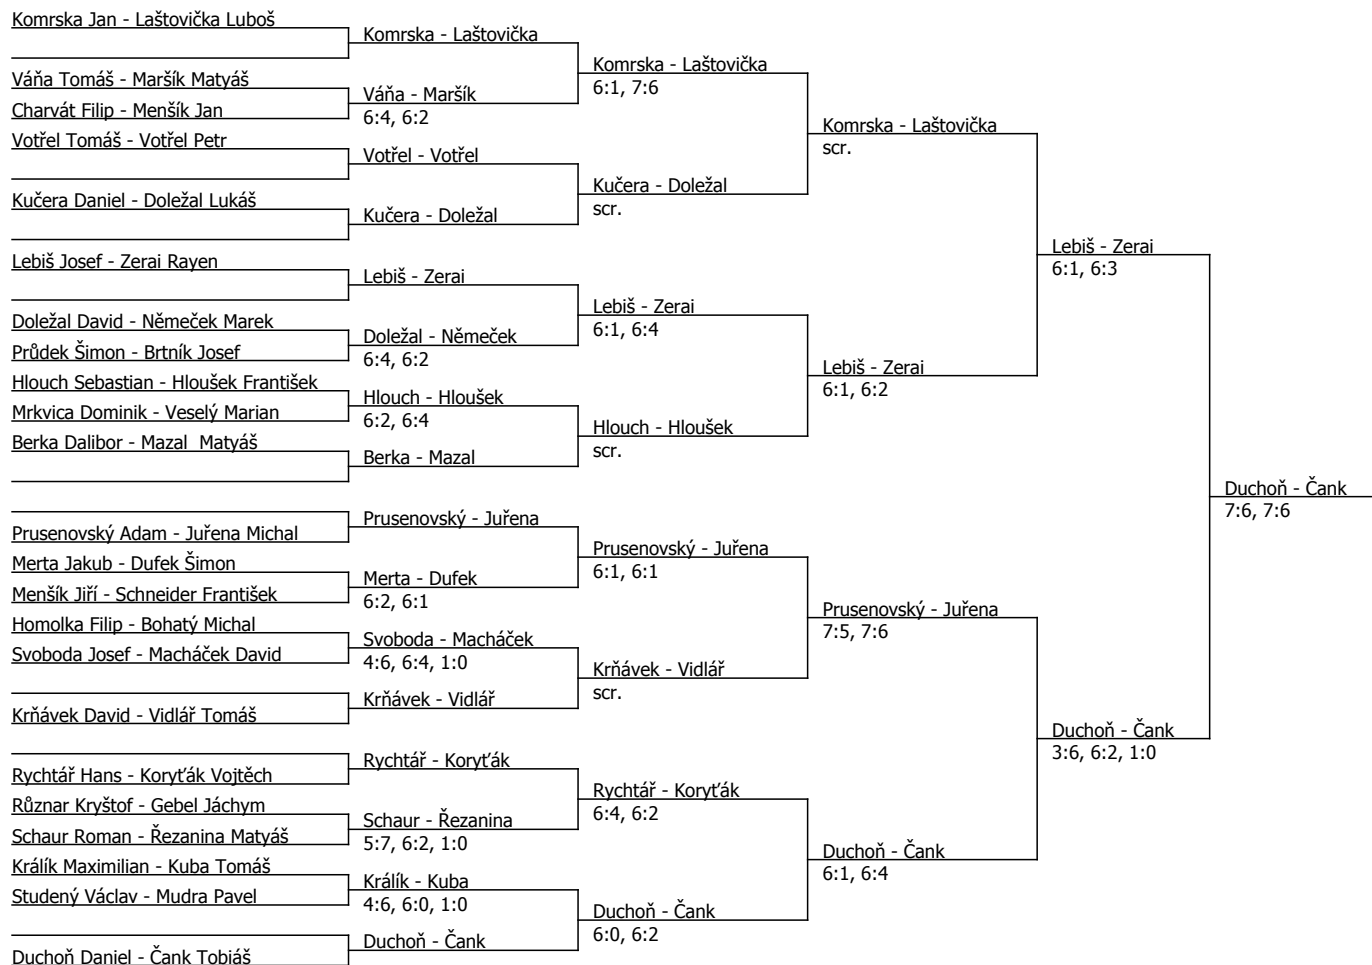 Komrska Jan - Laštovička Luboš
Váňa Tomáš - Maršík Matyáš
Charvát Filip - Menšík Jan
Votřel Tomáš - Votřel Petr
Kučera Daniel - Doležal Lukáš
Lebiš Josef - Zerai Rayen
Doležal David - Němeček Marek
Průdek Šimon - Brtník Josef
Hlouch Sebastian - Hloušek František
Mrkvica Dominik - Veselý Marian
Berka Dalibor - Mazal  Matyáš
Prusenovský Adam - Juřena Michal
Merta Jakub - Dufek Šimon
Menšík Jiří - Schneider František
Homolka Filip - Bohatý Michal
Svoboda Josef - Macháček David
Krňávek David - Vidlář Tomáš
Rychtář Hans - Koryťák Vojtěch
Různar Kryštof - Gebel Jáchym
Schaur Roman - Řezanina Matyáš
Králík Maximilian - Kuba Tomáš
Studený Václav - Mudra Pavel
Duchoň Daniel - Čank Tobiáš
Komrska - Laštovička
Váňa - Maršík
6:4, 6:2
Votřel - Votřel
Kučera - Doležal
Lebiš - Zerai
Doležal - Němeček
6:4, 6:2
Hlouch - Hloušek
6:2, 6:4
Berka - Mazal
Prusenovský - Juřena
Merta - Dufek
6:2, 6:1
Svoboda - Macháček
4:6, 6:4, 1:0
Krňávek - Vidlář
Rychtář - Koryťák
Schaur - Řezanina
5:7, 6:2, 1:0
Králík - Kuba
4:6, 6:0, 1:0
Duchoň - Čank
Komrska - Laštovička
6:1, 7:6
Kučera - Doležal
scr.
Lebiš - Zerai
6:1, 6:4
Hlouch - Hloušek
scr.
Prusenovský - Juřena
6:1, 6:1
Krňávek - Vidlář
scr.
Rychtář - Koryťák
6:4, 6:2
Duchoň - Čank
6:0, 6:2
Komrska - Laštovička
scr.
Lebiš - Zerai
6:1, 6:2
Prusenovský - Juřena
7:5, 7:6
Duchoň - Čank
6:1, 6:4
Lebiš - Zerai
6:1, 6:3
Duchoň - Čank
3:6, 6:2, 1:0
Duchoň - Čank
7:6, 7:6